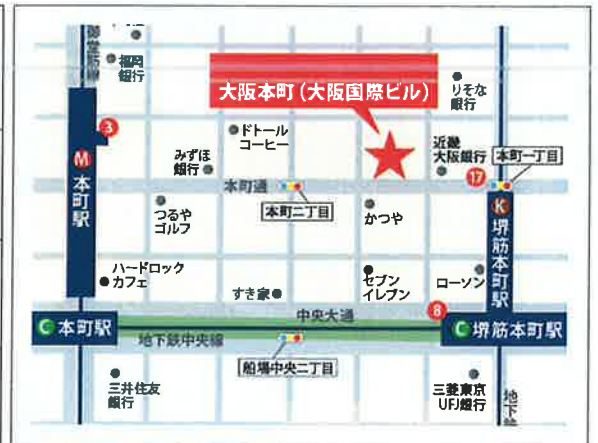 御堂筋線
福岡
銀行
大阪本町（大阪国際ビル）
りそな
銀行
3
ドトール
コーヒー
みずほ
銀行
近畿
大阪銀行
本町一丁目
17
M
本町駅
本町通
本町二丁目
つるや
ゴルフ
かつや
K
堺筋本町駅
ハードロック
カフェ
すき家
セブン
イレブン
ローソン
8
中央大通
C本町駅
C堺筋本町駅
地下鉄中央線
船場中央二丁目
三井住友
銀行
三菱東京
UFJ銀行
地下鉄